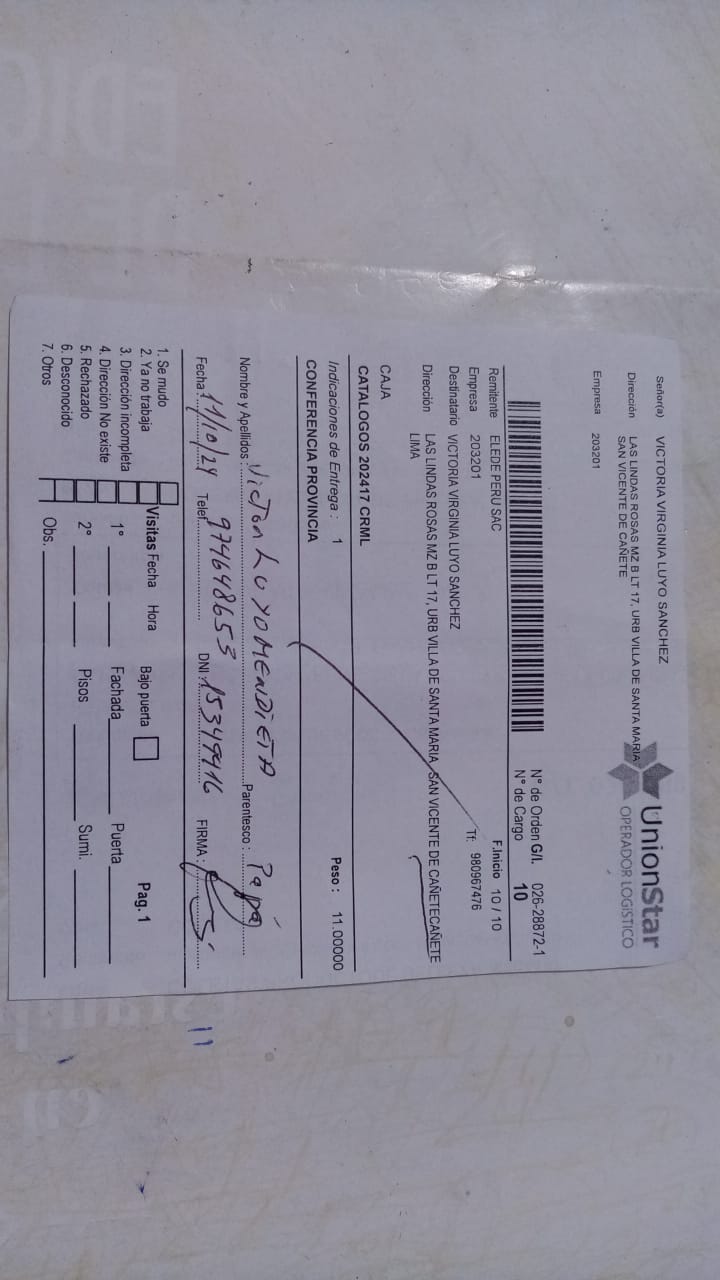 UnionStar
OPERADOR LOGÍSTICO
Señor(a) VICTORIA VIRGINIA LUYO SANCHEZ
Dirección LAS LINDAS ROSAS MZ B LT 17, URB VILLA DE SANTA MARIA
SAN VICENTE DE CAÑETE
Empresa 203201
N° de Orden G/I. 026-28872-1
N° de Cargo 10
Remitente ELEDE PERU SAC F.Inicio 10 / 10
Empresa 203201 Tf: 980967476
Destinatario VICTORIA VIRGINIA LUYO SANCHEZ
Dirección LAS LINDAS ROSAS MZ B LT 17, URB VILLA DE SANTA MARIA SAN VICENTE DE CAÑETECAÑETE
LIMA
CAJA
CATALOGOS 202417 CRML
Indicaciones de Entrega : 1 Peso : 11.00000
CONFERENCIA PROVINCIA
Nombre y Apellidos : Victor LUYO MENDIETA Parentesco : Papá
Fecha : 11/10/24 Telef. 974648653 DNI : 15349416 FIRMA :
1. Se mudo
2. Ya no trabaja
3. Dirección incompleta
4. Dirección No existe
5. Rechazado
6. Desconocido
7. Otros
Visitas Fecha Hora Bajo puerta Pag. 1
1° Fachada Puerta
2° Pisos Sumi.
Obs.
11